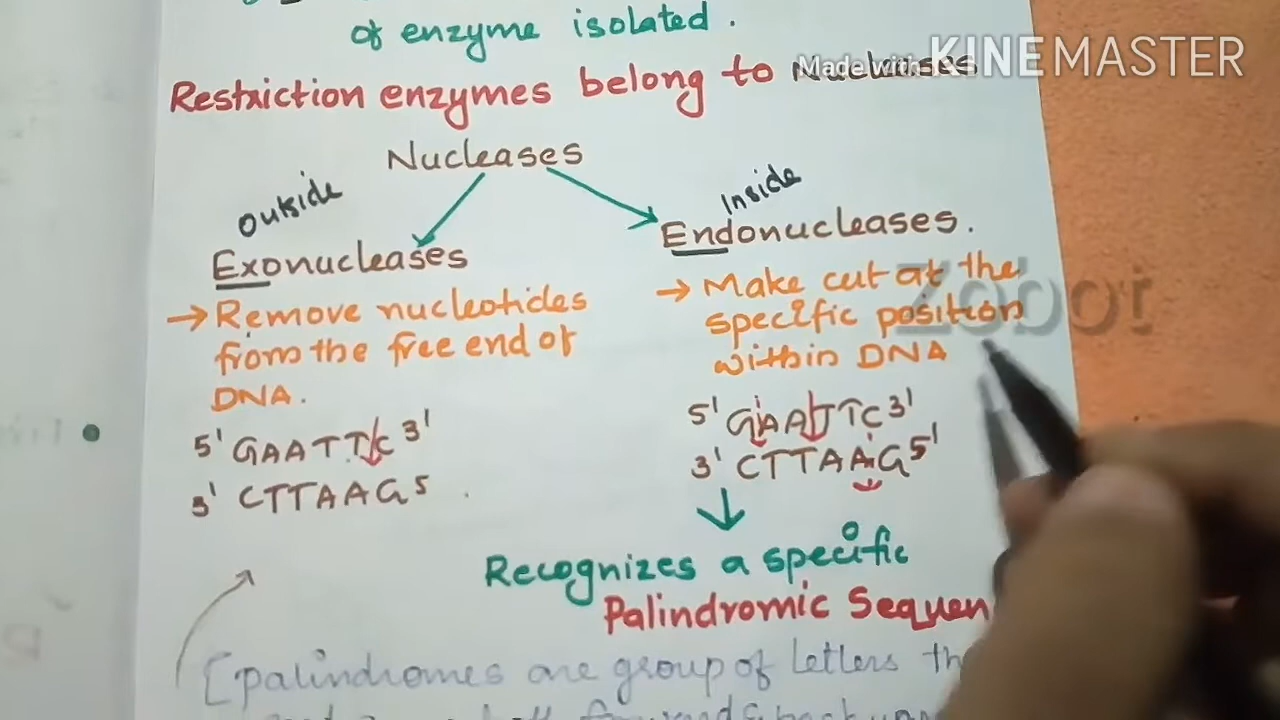 of enzyme isolated.
Made with KINEMASTER
Restriction enzymes belong to Nucleases
Nucleases
Outside
Inside
Exonucleases
Endonucleases.
→ Remove nucleotides
from the free end of
DNA.
→ Make cut at the
specific position
within DNA
Zobot
5' GAATTC 3'
3' CTTAAG 5
5' GAATTC 3'
3' CTTAAG 5'
Recognizes a specific
Palindromic Sequen
[palindromes are group of letters th